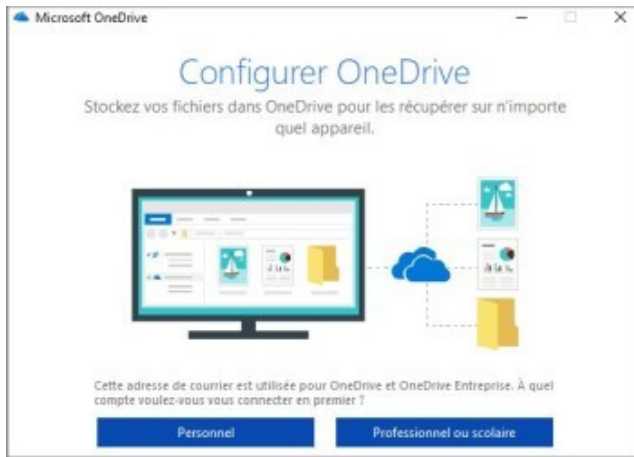 Microsoft OneDrive
Configurer OneDrive
Stockez vos fichiers dans OneDrive pour les récupérer sur n'importe
quel appareil.
Cette adresse de courrier est utilisée pour OneDrive et OneDrive Entreprise. À quel
compte voulez-vous vous connecter en premier ?
Personnel
Professionnel ou scolaire